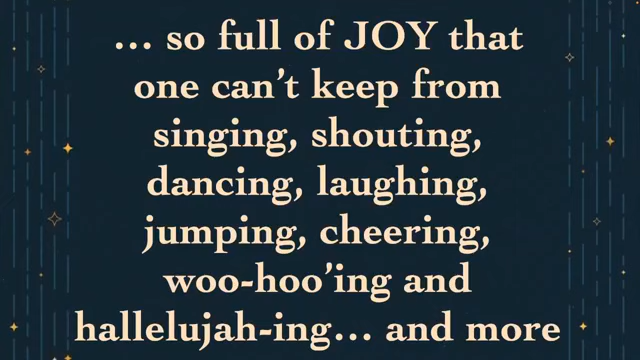 ... so full of JOY that
one can't keep from
singing, shouting,
dancing, laughing,
jumping, cheering,
woo-hoo'ing and
hallelujah-ing... and more